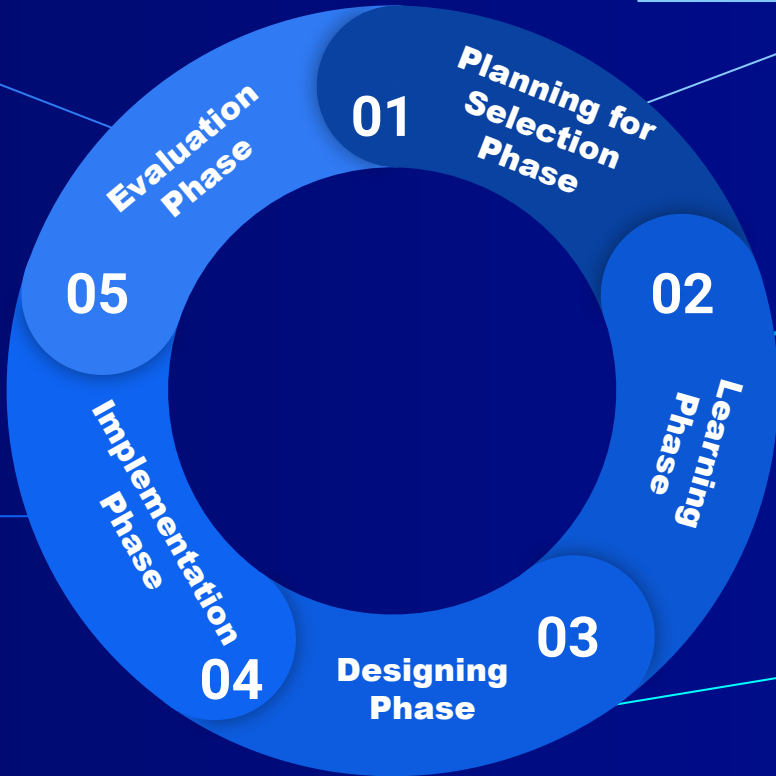 01
Planning for
Selection
Phase
02
Learning
Phase
03
Designing
Phase
04
Implementation
Phase
05
Evaluation
Phase